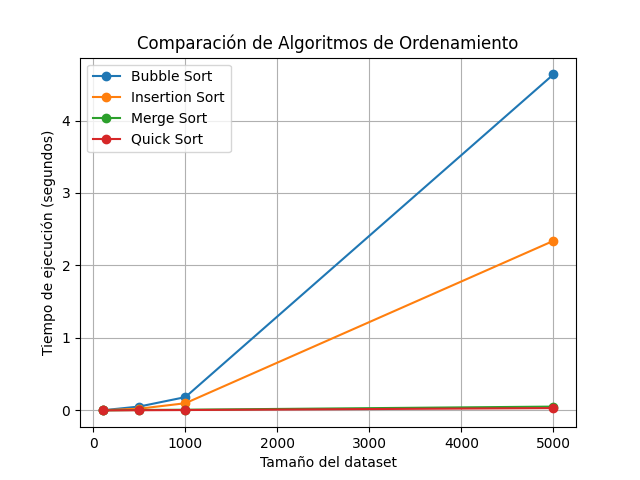 Comparación de Algoritmos de Ordenamiento
Bubble Sort
Insertion Sort
Merge Sort
Quick Sort
Tiempo de ejecución (segundos)
4
3
2
1
0
0 1000 2000 3000 4000 5000
Tamaño del dataset